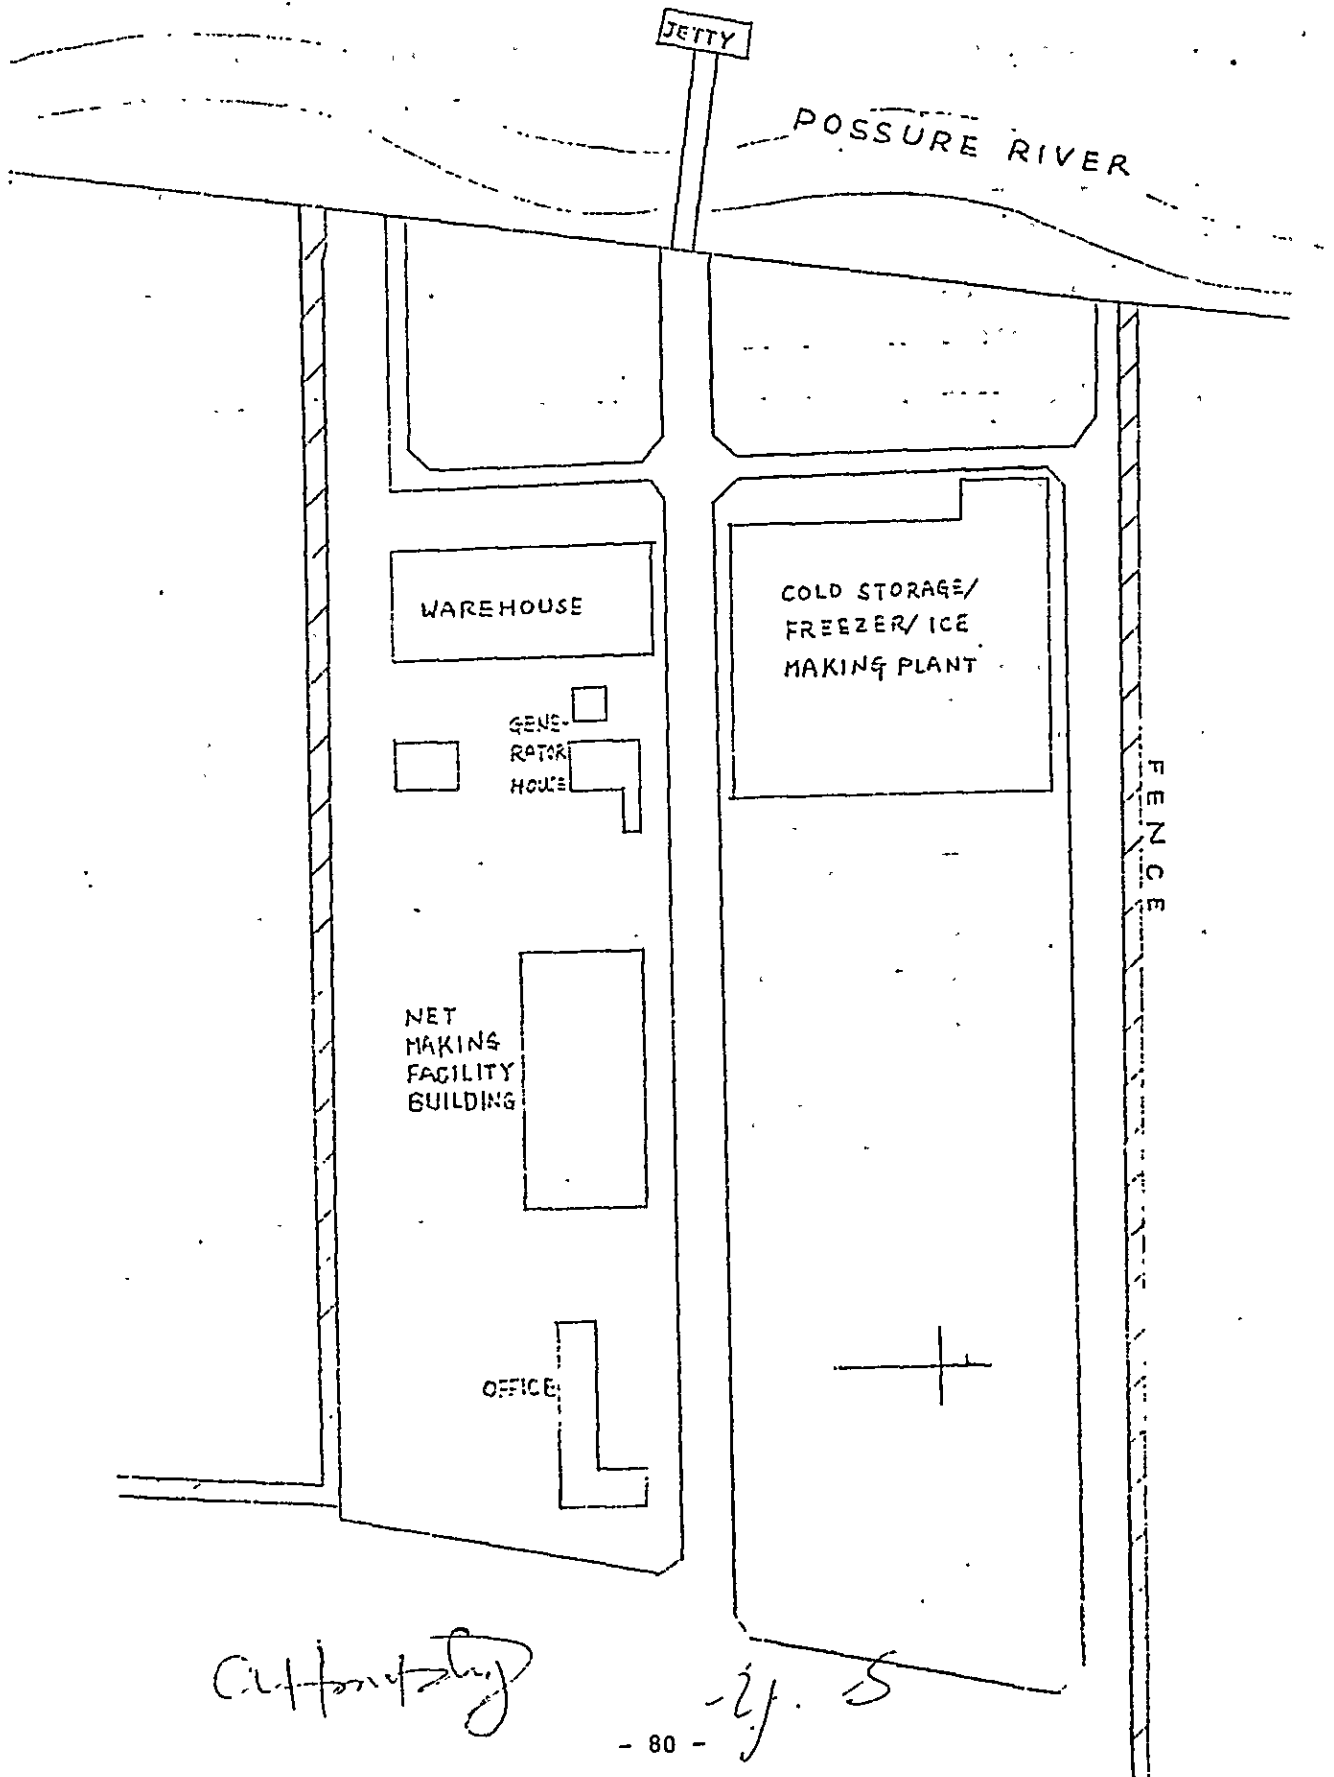 JETTY
POSSURE RIVER
WAREHOUSE
COLD STORAGE/
FREEZER/ ICE
MAKING PLANT
GENE-
RATOR
HOUSE
FENCE
NET
MAKING
FACILITY
BUILDING
OFFICE
- 80 -